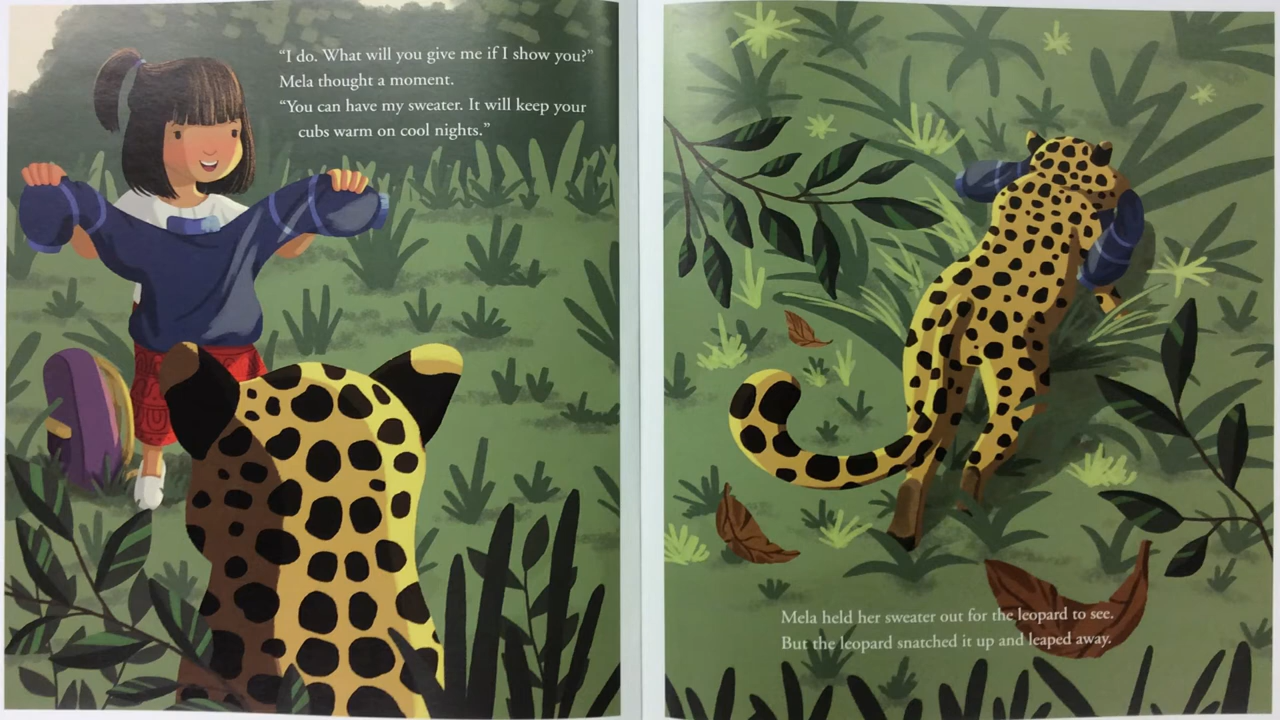 “I do. What will you give me if I show you?”
Mela thought a moment.
“You can have my sweater. It will keep your
cubs warm on cool nights.”
Mela held her sweater out for the leopard to see.
But the leopard snatched it up and leaped away.